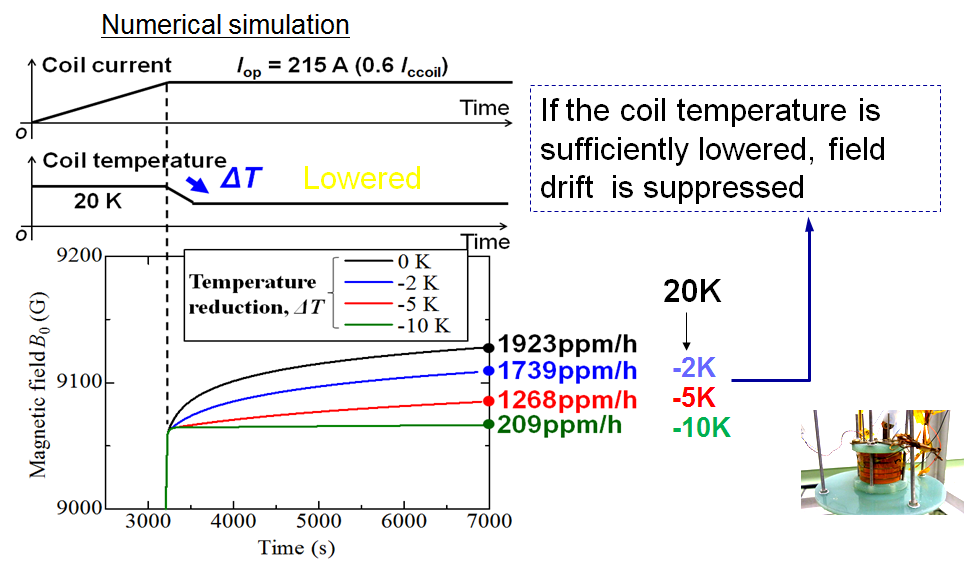 Numerical simulation
Coil current
Iop = 215 A (0.6 Iccoil)
Time
o
Coil temperature
ΔT
Lowered
20 K
Time
o
If the coil temperature is
sufficiently lowered, field
drift is suppressed
9200
9100
9000
Magnetic field B0 (G)
Temperature
reduction, ΔT
0 K
-2 K
-5 K
-10 K
1923ppm/h
1739ppm/h
1268ppm/h
209ppm/h
20K
-2K
-5K
-10K
3000 4000 5000 6000 7000
Time (s)